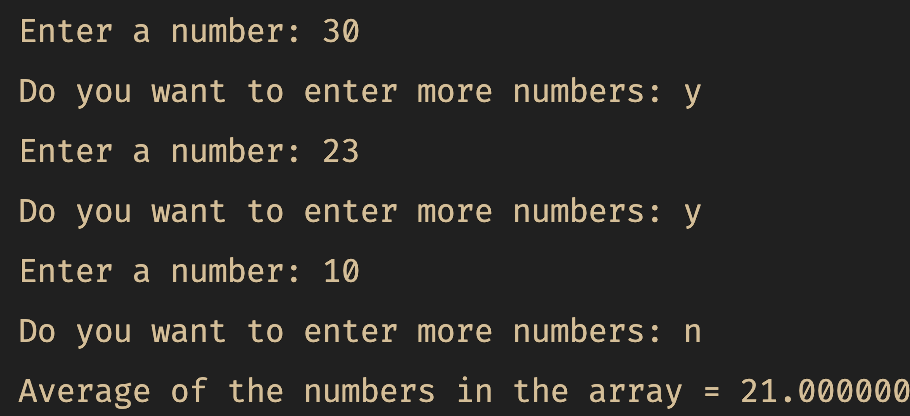 Enter a number: 30
Do you want to enter more numbers: y
Enter a number: 23
Do you want to enter more numbers: y
Enter a number: 10
Do you want to enter more numbers: n
Average of the numbers in the array = 21.000000